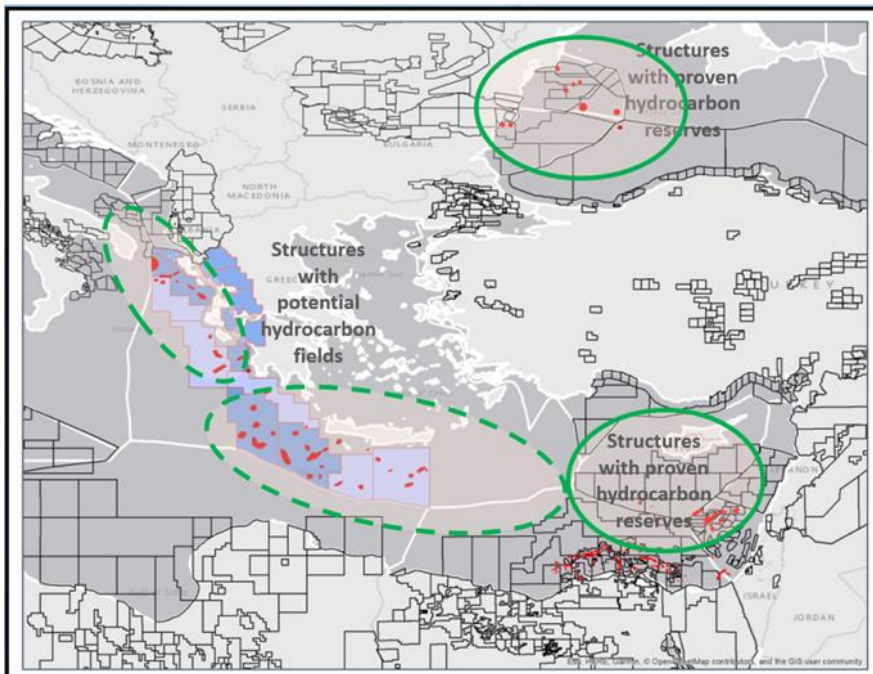 Structures
with proven
hydrocarbon
reserves
BOSNIA AND
HERZEGOVINA
SERBIA
MONTENEGRO
BULGARIA
NORTH
MACEDONIA
Structures
with
potential
hydrocarbon
fields
Structures
with proven
hydrocarbon
reserves
LEBANON
ISRAEL
JORDAN
Esri, HERE, Garmin, © OpenStreetMap contributors, and the GIS user community